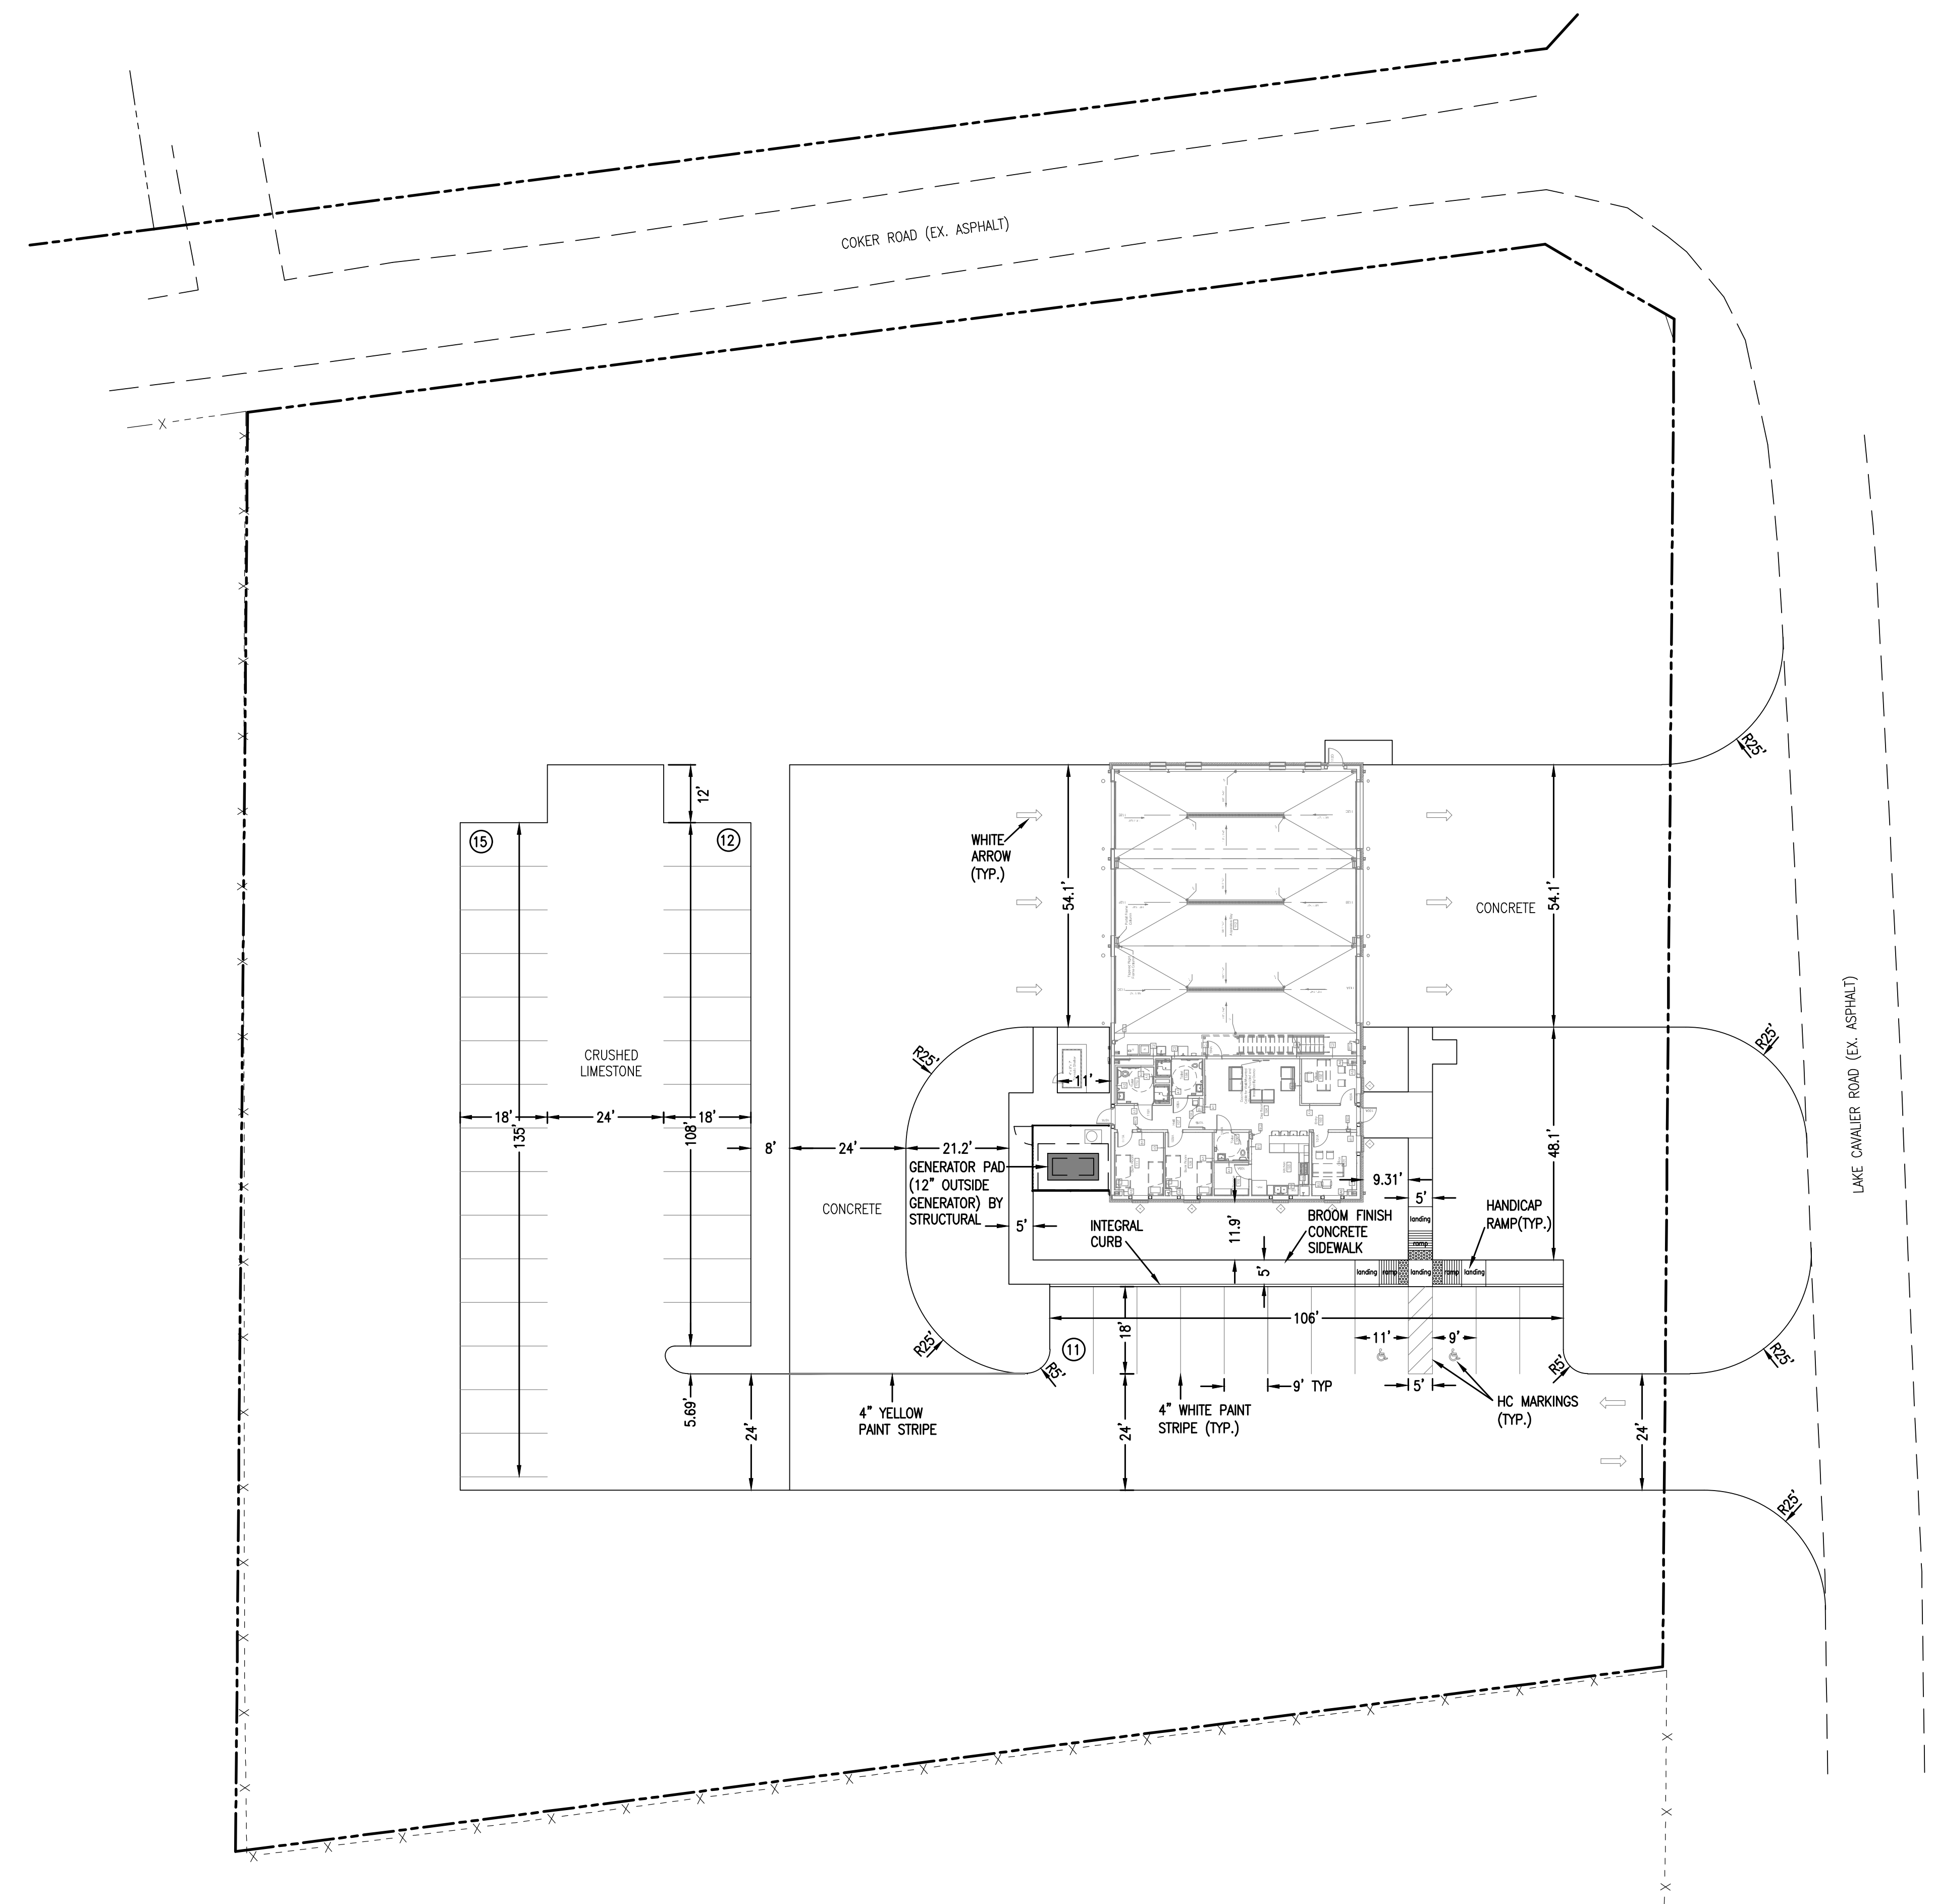 COKER ROAD (EX. ASPHALT)
R25'
12'
15
12
WHITE
ARROW
(TYP.)
54.1'
54.1'
CONCRETE
LAKE CAVALIER ROAD (EX. ASPHALT)
R25'
R25'
CRUSHED
LIMESTONE
11'
18'
24'
18'
135'
108'
8'
24'
21.2'
48.1'
GENERATOR PAD
(12" OUTSIDE
GENERATOR) BY
STRUCTURAL
9.31'
5'
CONCRETE
5'
INTEGRAL
CURB
11.9'
BROOM FINISH
CONCRETE
SIDEWALK
HANDICAP
RAMP(TYP.)
landing
ramp
5'
landing
ramp
landing
ramp
landing
106'
18'
11'
9'
R25'
11
R5'
R5'
R25'
9' TYP
5'
5.69'
24'
4" YELLOW
PAINT STRIPE
24'
4" WHITE PAINT
STRIPE (TYP.)
HC MARKINGS
(TYP.)
24'
R25'